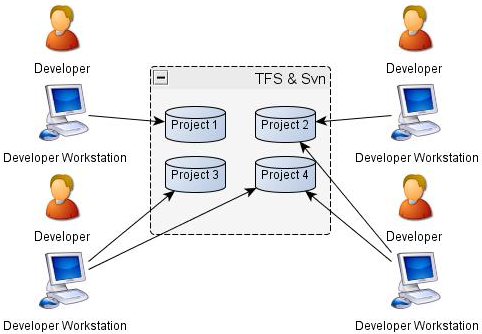 Developer
Developer
TFS & Svn
Project 1
Project 2
Developer Workstation
Developer Workstation
Project 3
Project 4
Developer
Developer
Developer Workstation
Developer Workstation